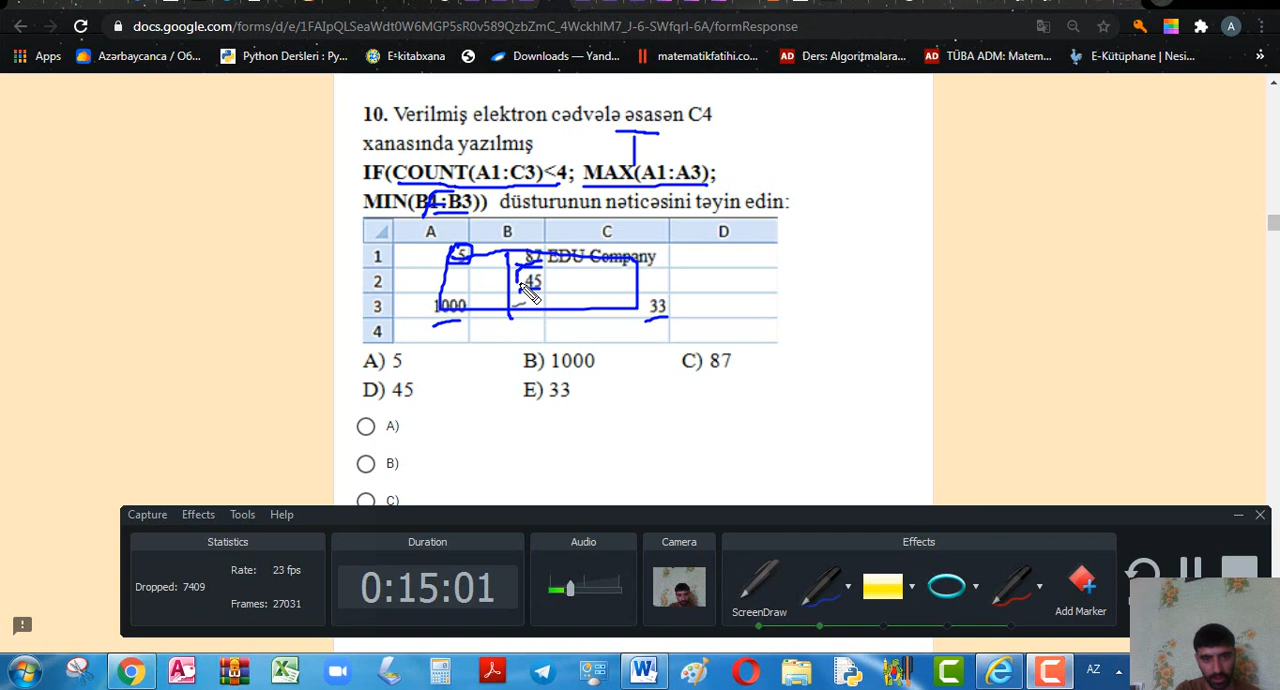 docs.google.com/forms/d/e/1FAIpQLSeaWdt0W6MGP5sR0v589QzbZmC_4WckhlM7_J-6-SWfqrI-6A/formResponse
A
Apps Azərbaycanca / Об... Python Dersleri : Py... E-kitabxana Downloads — Yand... matematikfatihi.co... AD Ders: Algoritmalara... AD TÜBA ADM: Matem... E-Kütüphane | Nesi... »
10. Verilmiş elektron cədvələ əsasən C4
xanasında yazılmış
IF(COUNT(A1:C3)<4; MAX(A1:A3);
MIN(B1:B3)) düsturunun nəticəsini təyin edin:
A B C D
1 5 87 EDU Company
2 45
3 1000 33
4
A) 5 B) 1000 C) 87
D) 45 E) 33
A)
B)
C)
Capture Effects Tools Help
Statistics Duration Audio Camera Effects
Dropped: 7409 Rate: 23 fps
Frames: 27031
0:15:01
ScreenDraw
Add Marker
AZ